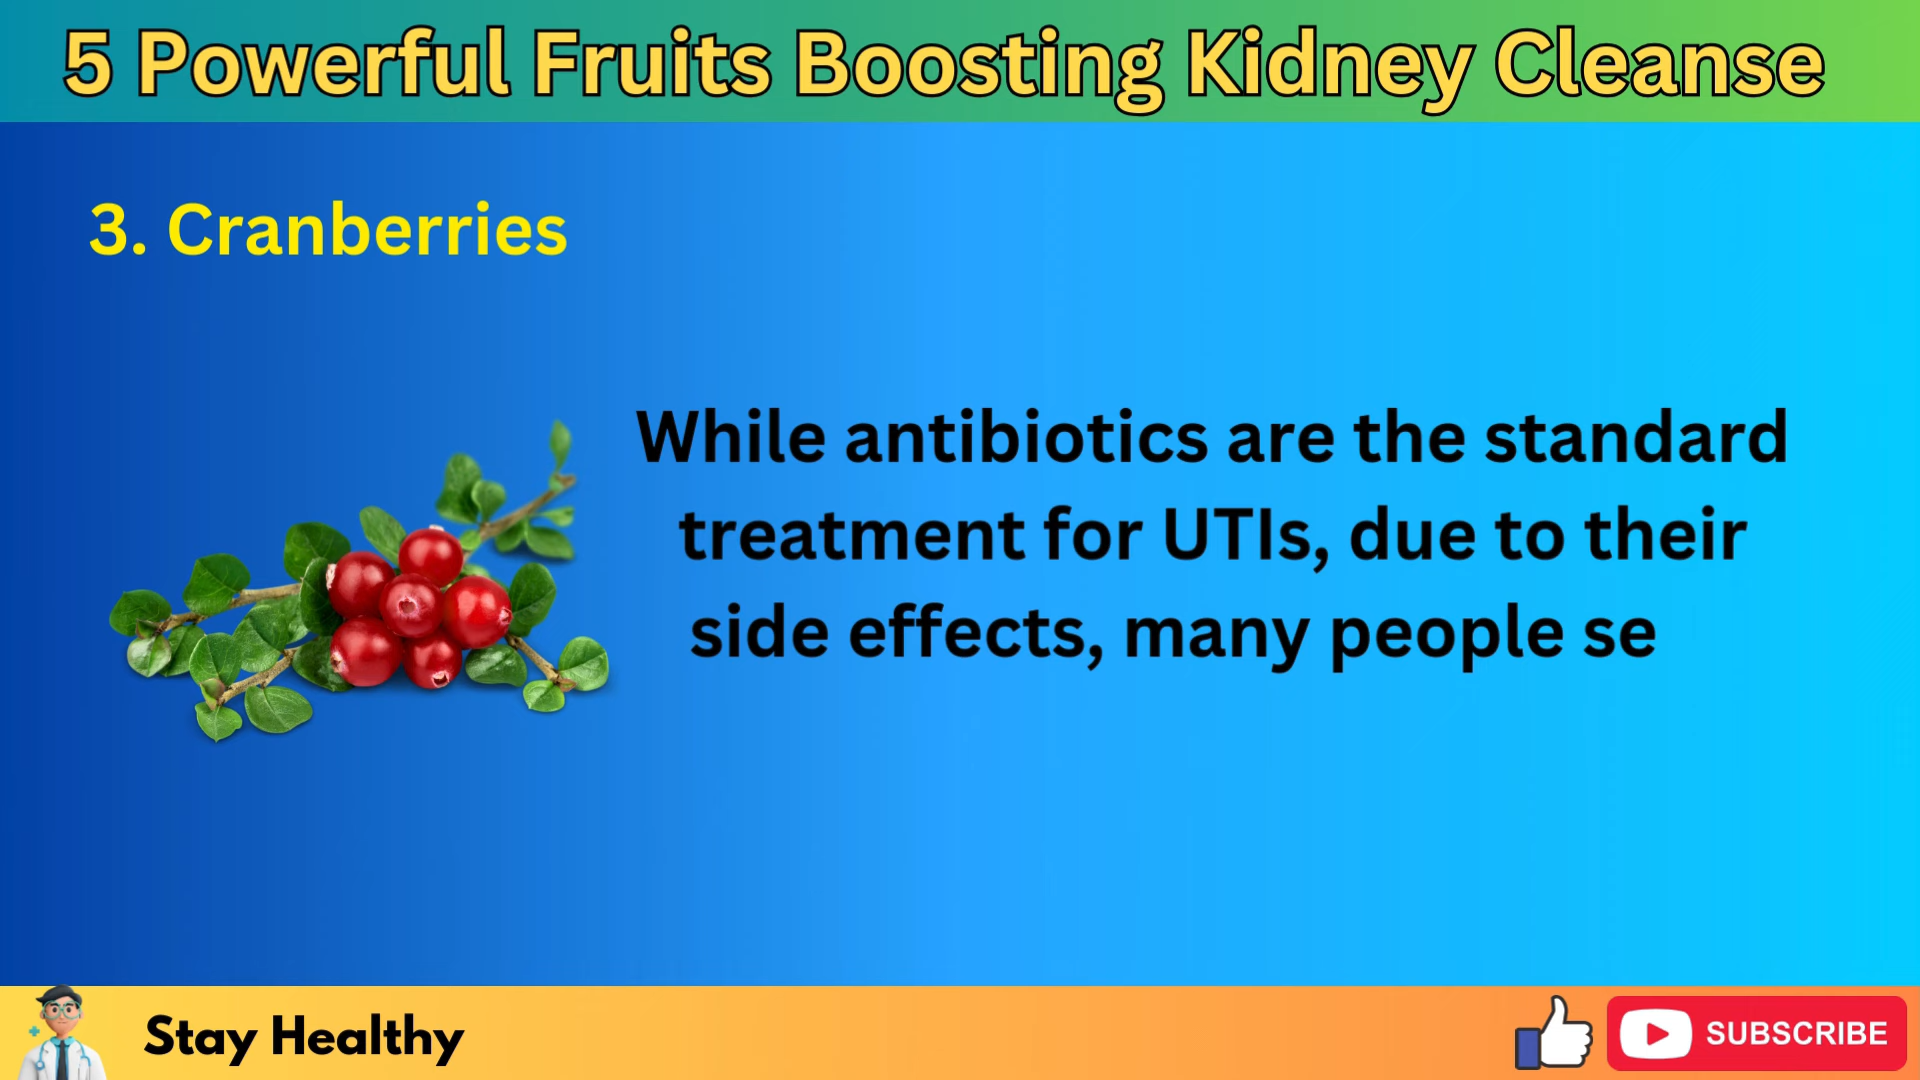 5 Powerful Fruits Boosting Kidney Cleanse
3. Cranberries
While antibiotics are the standard
treatment for UTIs, due to their
side effects, many people se
Stay Healthy
SUBSCRIBE